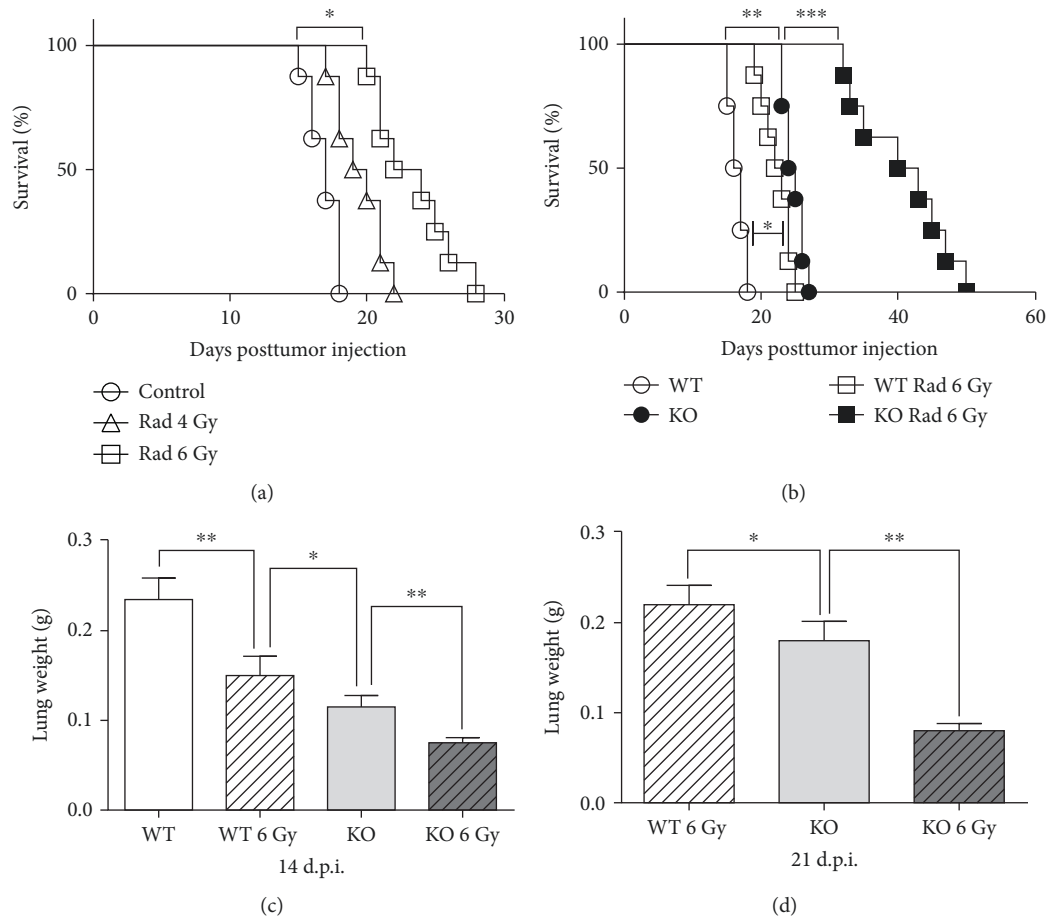 *
100
50
0
Survival (%)
0 10 20 30
Days posttumor injection
Control
Rad 4 Gy
Rad 6 Gy
(a)
** ***
100
50
0
*
Survival (%)
0 20 40 60
Days posttumor injection
WT WT Rad 6 Gy
KO KO Rad 6 Gy
(b)
0.3
0.2
0.1
0.0
Lung weight (g)
** * **
WT WT 6 Gy KO KO 6 Gy
14 d.p.i.
(c)
0.3
0.2
0.1
0.0
Lung weight (g)
* **
WT 6 Gy KO KO 6 Gy
21 d.p.i.
(d)